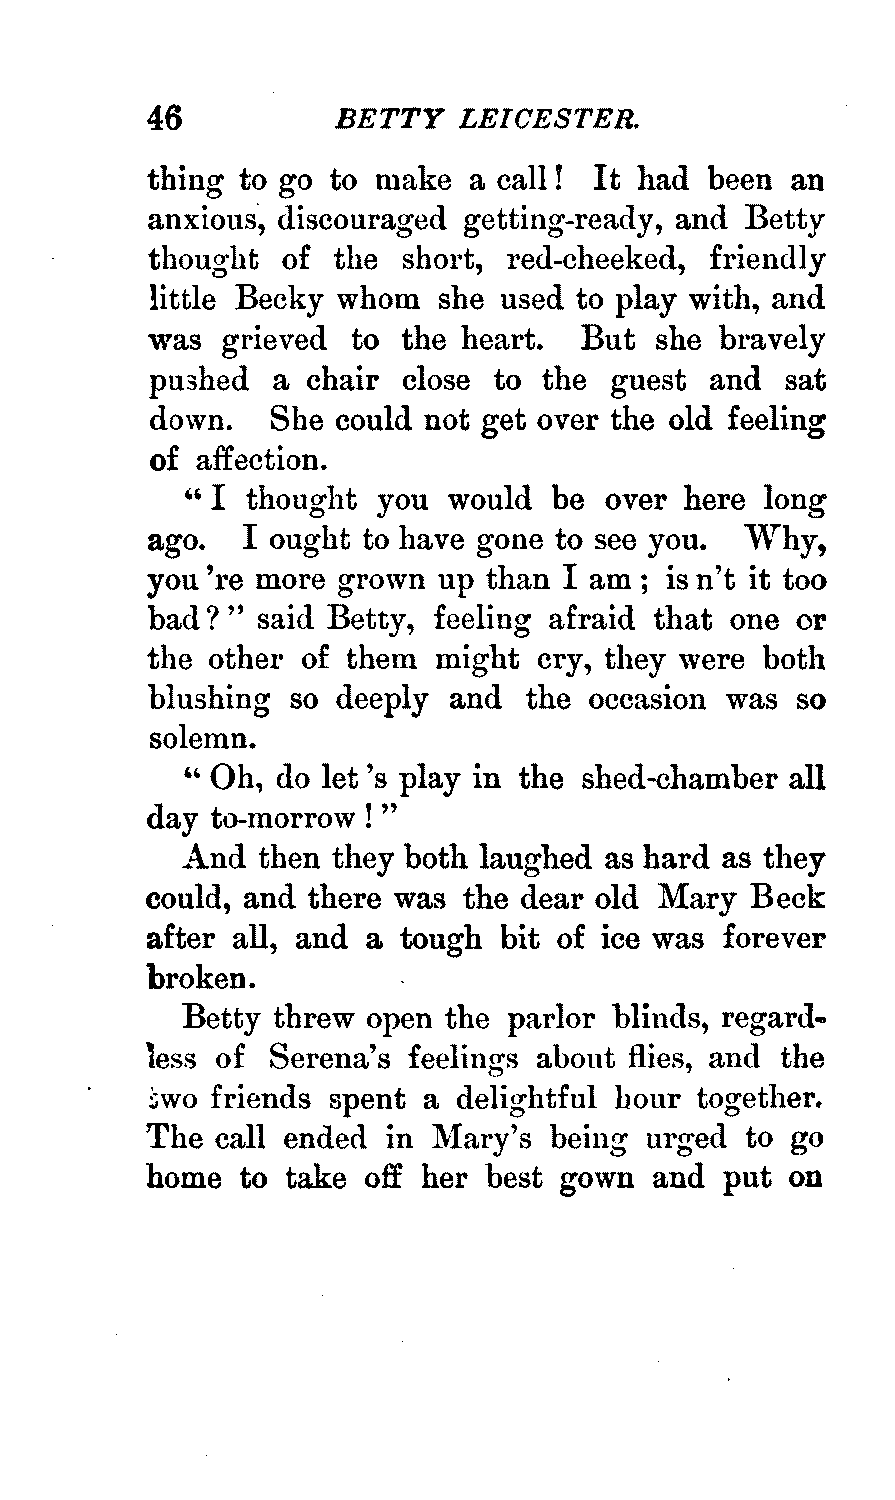 46 BETTY LEICESTER.
thing to go to make a call! It had been an
anxious, discouraged getting-ready, and Betty
thought of the short, red-cheeked, friendly
little Becky whom she used to play with, and
was grieved to the heart. But she bravely
pushed a chair close to the guest and sat
down. She could not get over the old feeling
of affection.
"I thought you would be over here long
ago. I ought to have gone to see you. Why,
you 're more grown up than I am; is n't it too
bad?" said Betty, feeling afraid that one or
the other of them might cry, they were both
blushing so deeply and the occasion was so
solemn.
"Oh, do let 's play in the shed-chamber all
day to-morrow!"
And then they both laughed as hard as they
could, and there was the dear old Mary Beck
after all, and a tough bit of ice was forever
broken.
Betty threw open the parlor blinds, regard-
less of Serena's feelings about flies, and the
two friends spent a delightful hour together.
The call ended in Mary's being urged to go
home to take off her best gown and put on